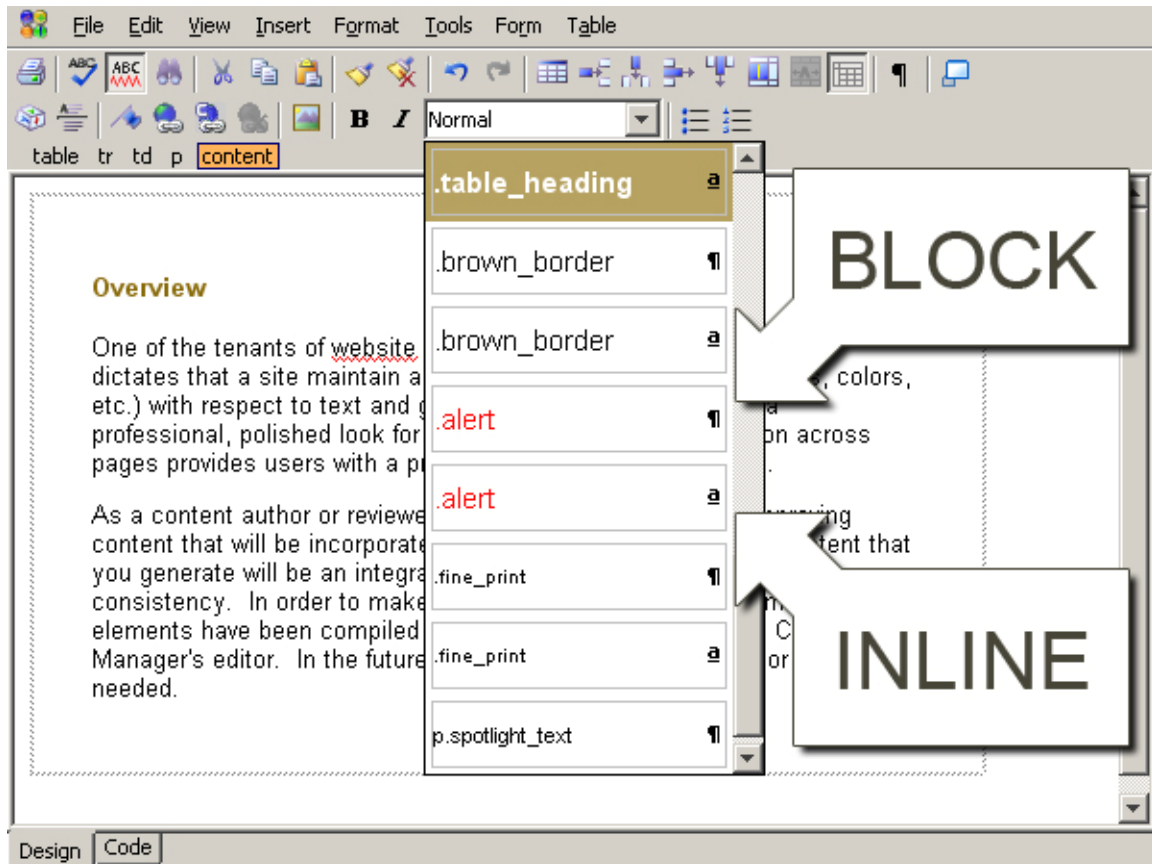 File Edit View Insert Format Tools Form Table
ABC ABC ¶
B I Normal
table tr td p content
.table_heading a
.brown_border ¶
.brown_border a
.alert ¶
.alert a
.fine_print ¶
.fine_print a
p.spotlight_text ¶
BLOCK
INLINE
Overview
One of the tenants of website
dictates that a site maintain a , colors,
etc.) with respect to text and a
professional, polished look for on across
pages provides users with a .
As a content author or
content that will be tent that
you generate will be an
consistency. In order to make
elements have been compiled C
Manager's editor. In the future or
needed.
Design Code